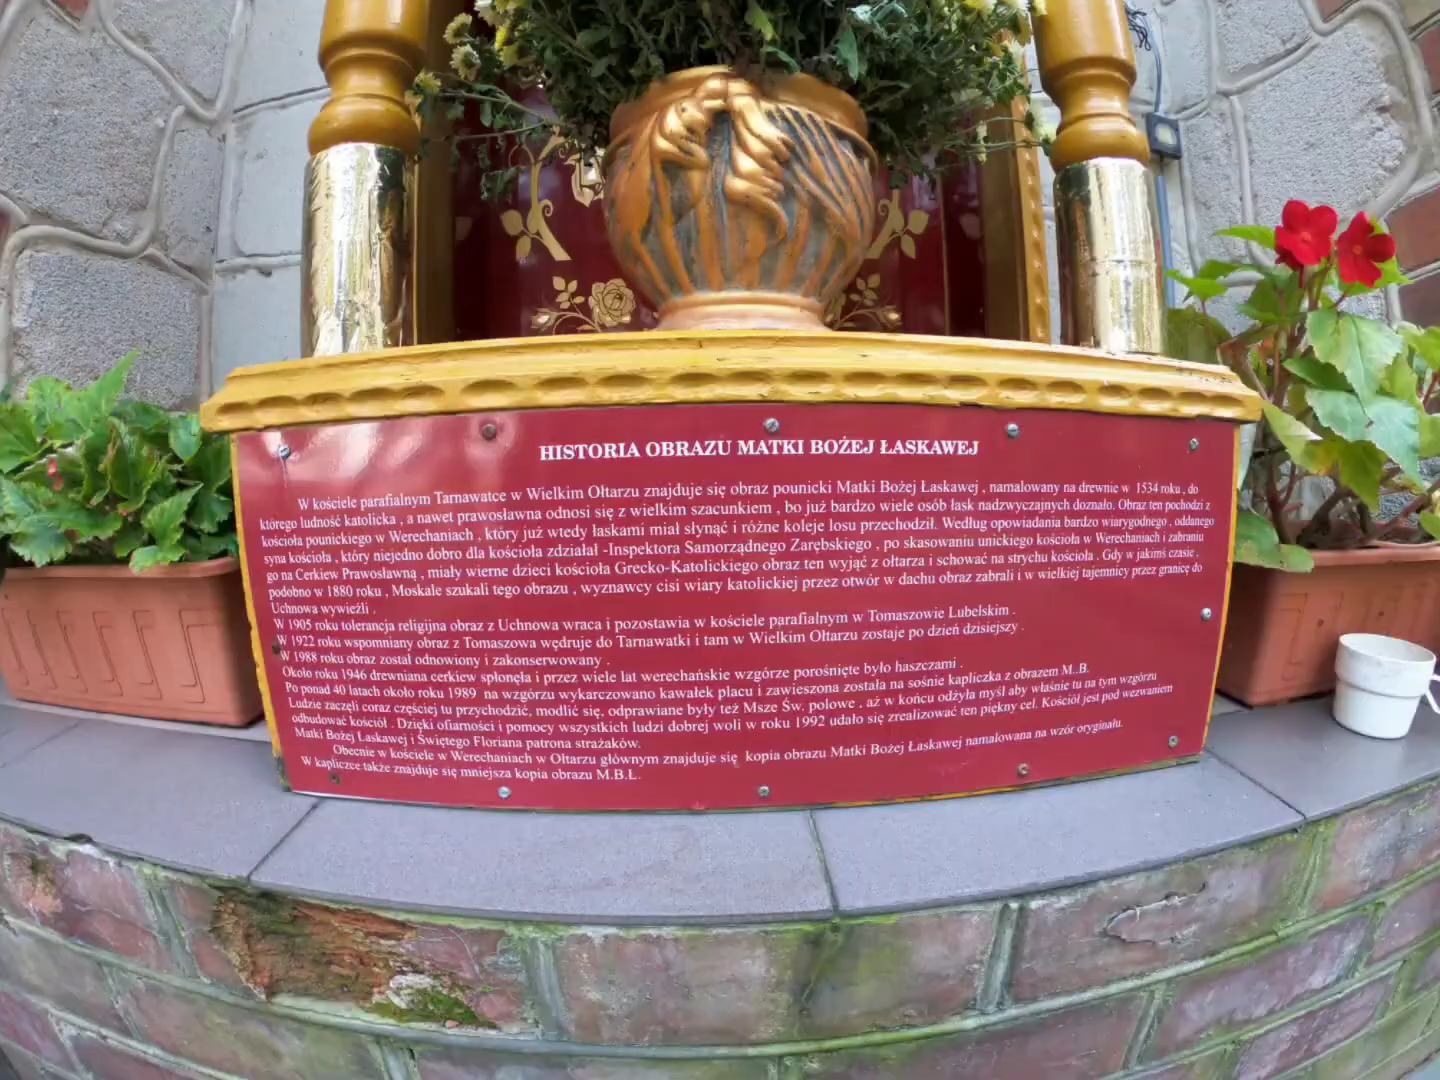 HISTORIA OBRAZU MATKI BOŻEJ ŁASKAWEJ
W kościele parafialnym Tarnawatce w Wielkim Ołtarzu znajduje się obraz pounicki Matki Bożej Łaskawej , namalowany na drewnie w 1534 roku , do
którego ludność katolicka , a nawet prawosławna odnosi się z wielkim szacunkiem , bo już bardzo wiele osób łask nadzwyczajnych doznało. Obraz ten pochodzi z
kościoła pounickiego w Werechaniach , który już wtedy łaskami miał słynąć i różne koleje losu przechodził. Według opowiadania bardzo wiarygodnego , oddanego
syna kościoła , który niejedno dobro dla kościoła zdziałał -Inspektora Samorządnego Zarębskiego , po skasowaniu unickiego kościoła w Werechaniach i zabraniu
go na Cerkiew Prawosławną , miały wierne dzieci kościoła Grecko-Katolickiego obraz ten wyjąć z ołtarza i schować na strychu kościoła . Gdy w jakimś czasie ,
podobno w 1880 roku , Moskale szukali tego obrazu , wyznawcy cisi wiary katolickiej przez otwór w dachu obraz zabrali i w wielkiej tajemnicy przez granicę do
Uchnowa wywieźli .
W 1905 roku tolerancja religijna obraz z Uchnowa wraca i pozostawia w kościele parafialnym w Tomaszowie Lubelskim .
W 1922 roku wspomniany obraz z Tomaszowa wędruje do Tarnawatki i tam w Wielkim Ołtarzu zostaje po dzień dzisiejszy .
W 1988 roku obraz został odnowiony i zakonserwowany .
Około roku 1946 drewniana cerkiew spłonęła i przez wiele lat werechańskie wzgórze porośnięte było haszczami .
Po ponad 40 latach około roku 1989 na wzgórzu wykarczowano kawałek placu i zawieszona została na sośnie kapliczka z obrazem M..B.
Ludzie zaczęli coraz częściej tu przychodzić, modlić się, odprawiane były też Msze Św. polowe , aż w końcu odżyła myśl aby właśnie tu na tym wzgórzu
odbudować kościół . Dzięki ofiarności i pomocy wszystkich ludzi dobrej woli w roku 1992 udało się zrealizować ten piękny cel. Kościół jest pod wezwaniem
Matki Bożej Łaskawej i Świętego Floriana patrona strażaków.
Obecnie w kościele w Werechaniach w Ołtarzu głównym znajduje się kopia obrazu Matki Bożej Łaskawej namalowana na wzór oryginału.
W kapliczce także znajduje się mniejsza kopia obrazu M.B.Ł.